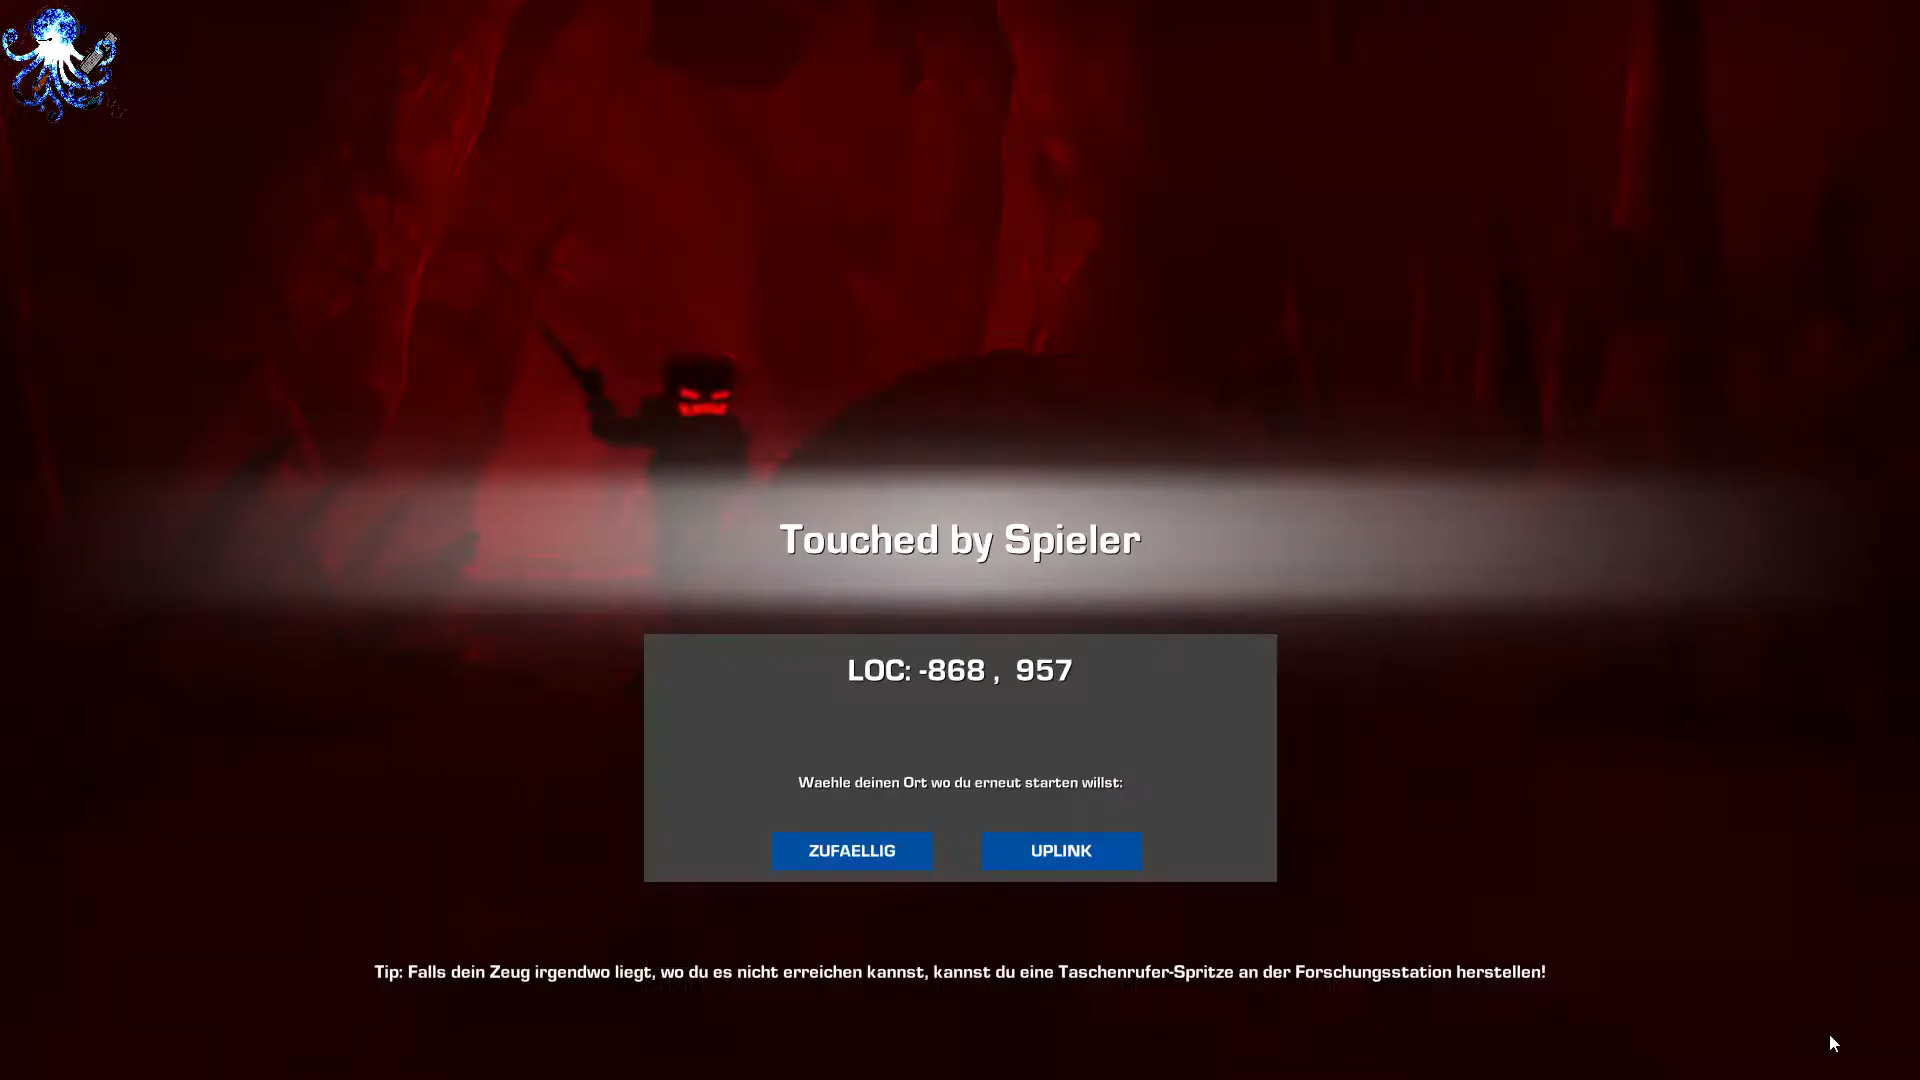 Touched by Spieler
LOC: -868 , 957
Waehle deinen Ort wo du erneut starten willst:
ZUFAELLIG
UPLINK
Tip: Falls dein Zeug irgendwo liegt, wo du es nicht erreichen kannst, kannst du eine Taschenrufer-Spritze an der Forschungsstation herstellen!